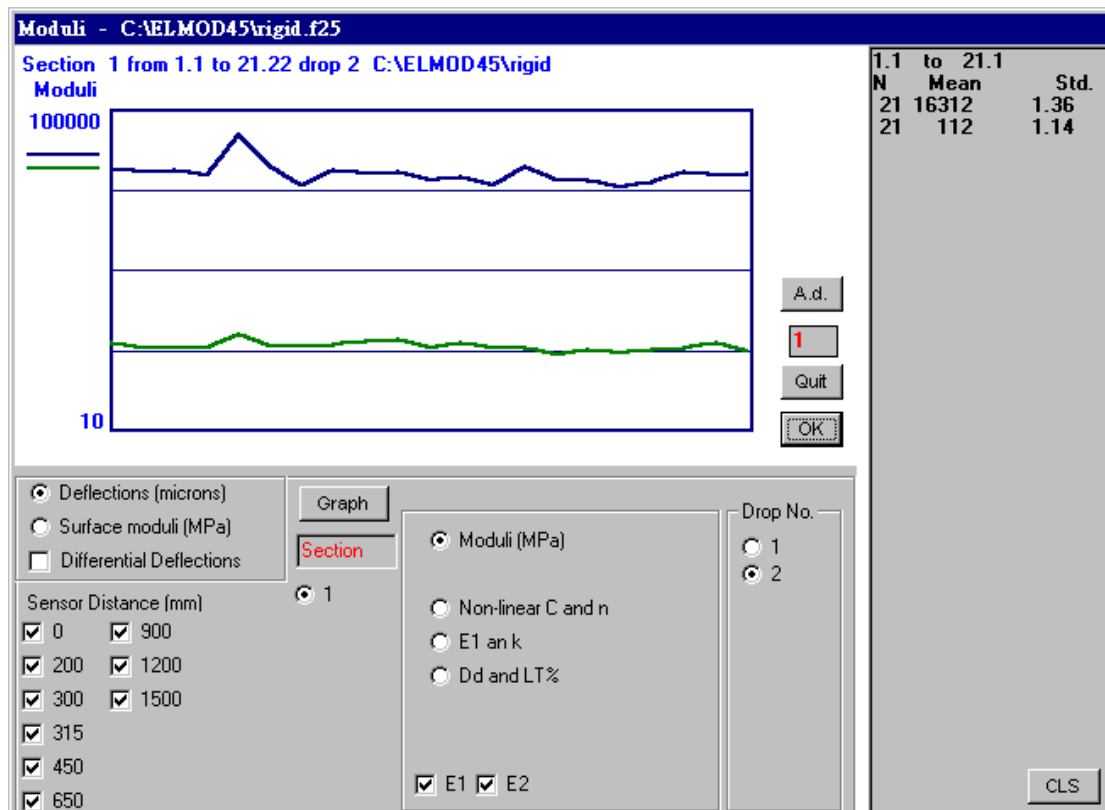 Moduli - C:\ELMOD45\rigid.f25
Section 1 from 1.1 to 21.22 drop 2 C:\ELMOD45\rigid
Moduli
100000
10
A.d.
1
Quit
OK
1.1 to 21.1
N Mean Std.
21 16312 1.36
21 112 1.14
Deflections (microns)
Surface moduli (MPa)
Differential Deflections
Sensor Distance (mm)
0 900
200 1200
300 1500
315
450
650
Graph
Section
1
Moduli (MPa)
Non-linear C and n
E1 an k
Dd and LT%
E1 E2
Drop No.
1
2
CLS